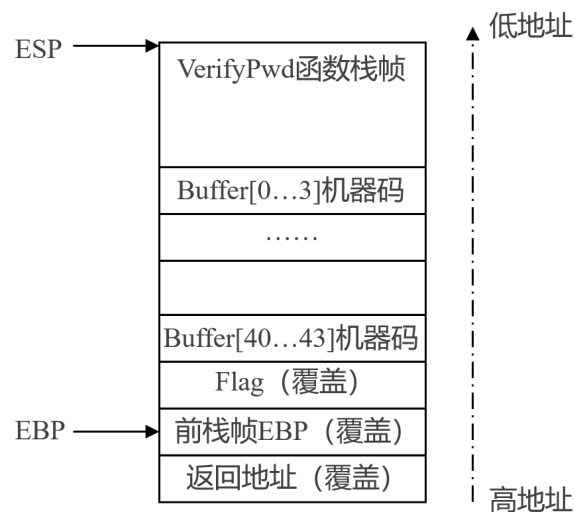 低地址
ESP
VerifyPwd函数栈帧
Buffer[0…3]机器码
……
Buffer[40…43]机器码
Flag（覆盖）
EBP
前栈帧EBP（覆盖）
返回地址（覆盖）
高地址